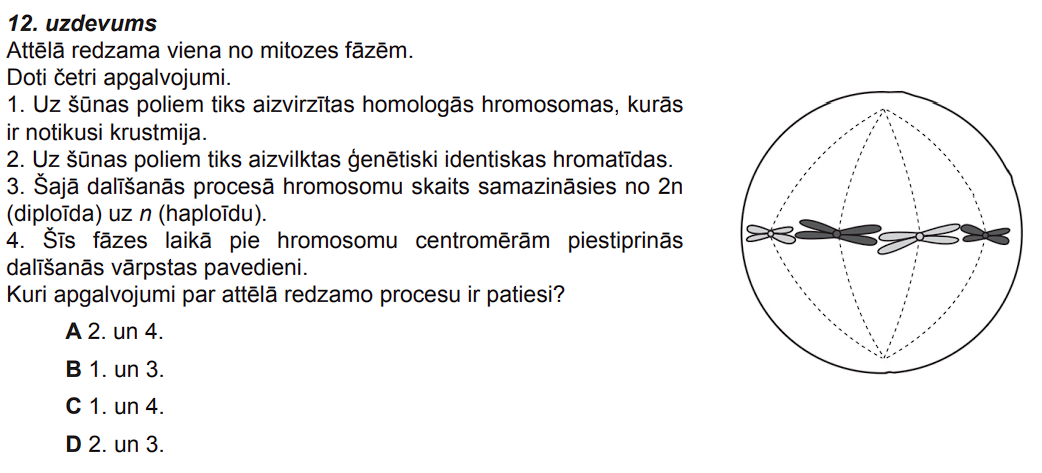 12. uzdevums
Attēlā redzama viena no mitozes fāzēm.
Doti četri apgalvojumi.
1. Uz šūnas poliem tiks aizvirzītas homologās hromosomas, kurās
ir notikusi krustmija.
2. Uz šūnas poliem tiks aizvilktas ģenētiski identiskas hromatīdas.
3. Šajā dalīšanās procesā hromosomu skaits samazināsies no 2n
(diploīda) uz n (haploīdu).
4. Šīs fāzes laikā pie hromosomu centromērām piestiprinās
dalīšanās vārpstas pavedieni.
Kuri apgalvojumi par attēlā redzamo procesu ir patiesi?
A 2. un 4.
B 1. un 3.
C 1. un 4.
D 2. un 3.